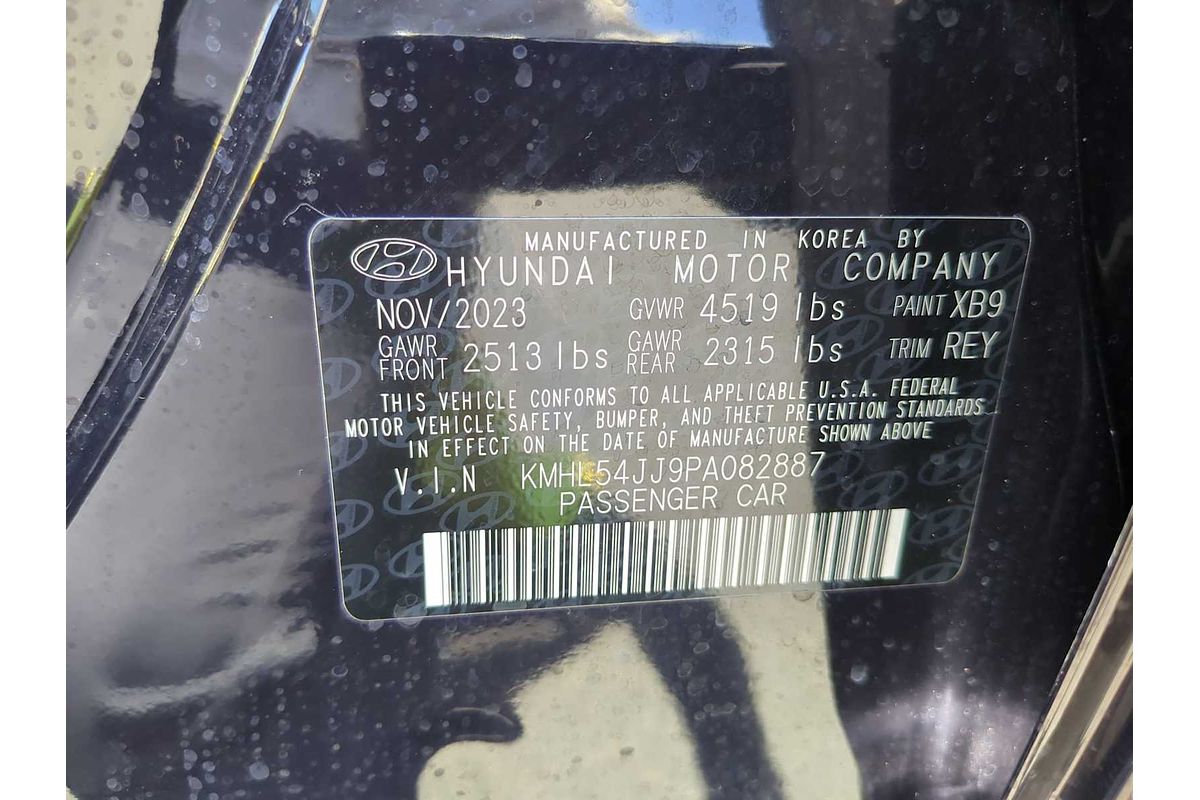 MANUFACTURED IN KOREA BY
HYUNDAI MOTOR COMPANY
NOV/2023 GVWR 4519 lbs PAINT XB9
GAWR FRONT 2513 lbs GAWR REAR 2315 lbs TRIM REY
THIS VEHICLE CONFORMS TO ALL APPLICABLE U.S.A. FEDERAL
MOTOR VEHICLE SAFETY, BUMPER, AND THEFT PREVENTION STANDARDS
IN EFFECT ON THE DATE OF MANUFACTURE SHOWN ABOVE
V.I.N KMHL54JJ9PA082887
PASSENGER CAR